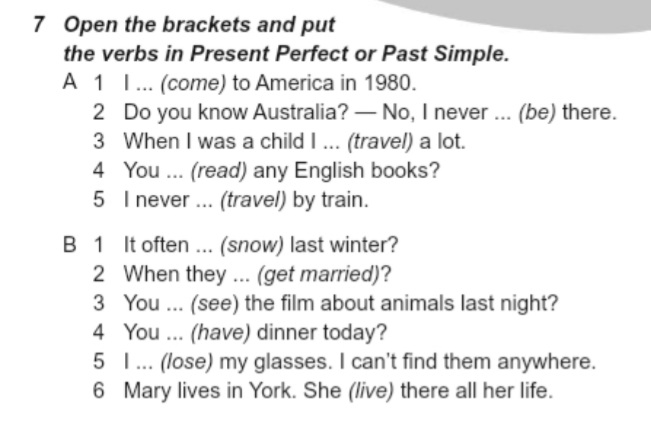 7 Open the brackets and put
the verbs in Present Perfect or Past Simple.
A 1 I ... (come) to America in 1980.
2 Do you know Australia? — No, I never ... (be) there.
3 When I was a child I ... (travel) a lot.
4 You ... (read) any English books?
5 I never ... (travel) by train.
B 1 It often ... (snow) last winter?
2 When they ... (get married)?
3 You ... (see) the film about animals last night?
4 You ... (have) dinner today?
5 I ... (lose) my glasses. I can't find them anywhere.
6 Mary lives in York. She (live) there all her life.